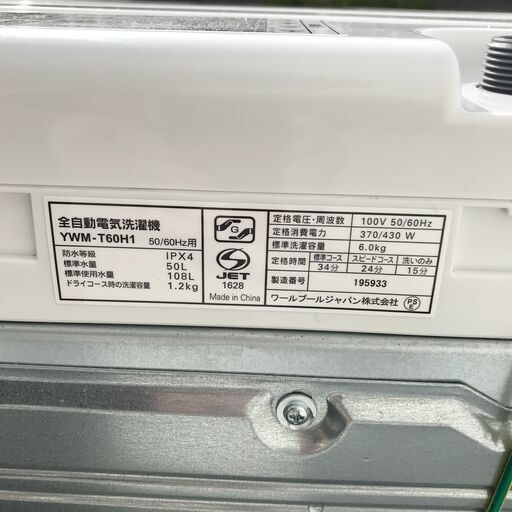 全自動電気洗濯機
YWM-T60H1 50/60Hz用
防水等級 IPX4
標準水量 50L
標準使用水量 108L
ドライコース時の洗濯容量 1.2kg
G
JET
1628
Made in China
定格電圧・周波数 100V 50/60Hz
定格消費電力 370/430 W
標準洗濯容量 6.0kg
定格時間 標準コース スピードコース 洗いのみ
34分 24分 15分
製造番号 195933
ワールプールジャパン株式会社 PSE